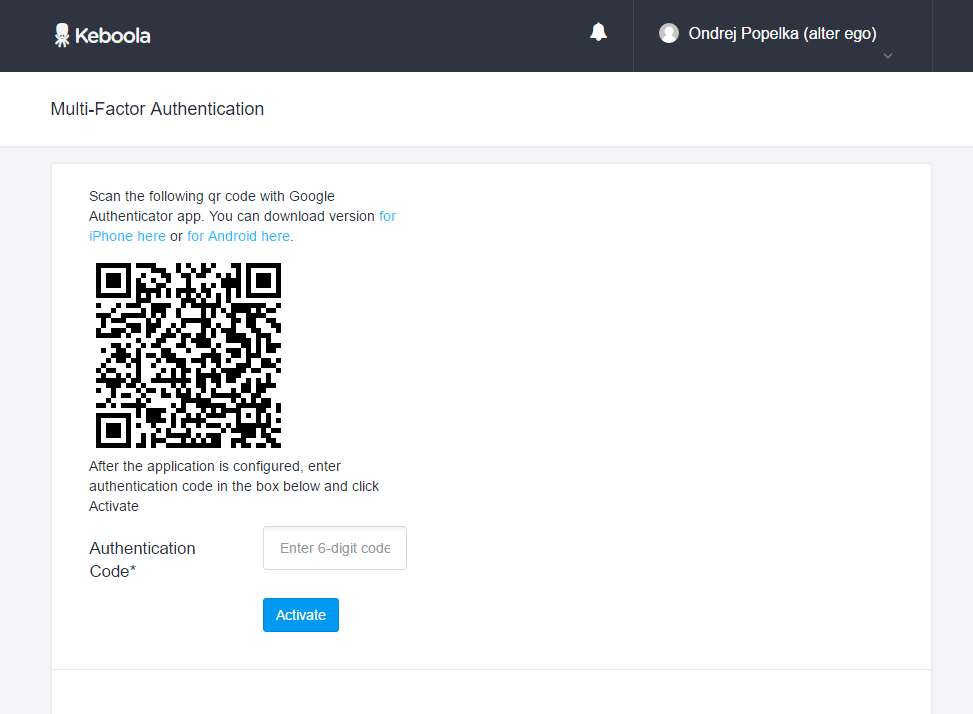 Keboola
Ondrej Popelka (alter ego)
Multi-Factor Authentication
Scan the following qr code with Google
Authenticator app. You can download version for
iPhone here or for Android here.
After the application is configured, enter
authentication code in the box below and click
Activate
Authentication
Code*
Enter 6-digit code
Activate